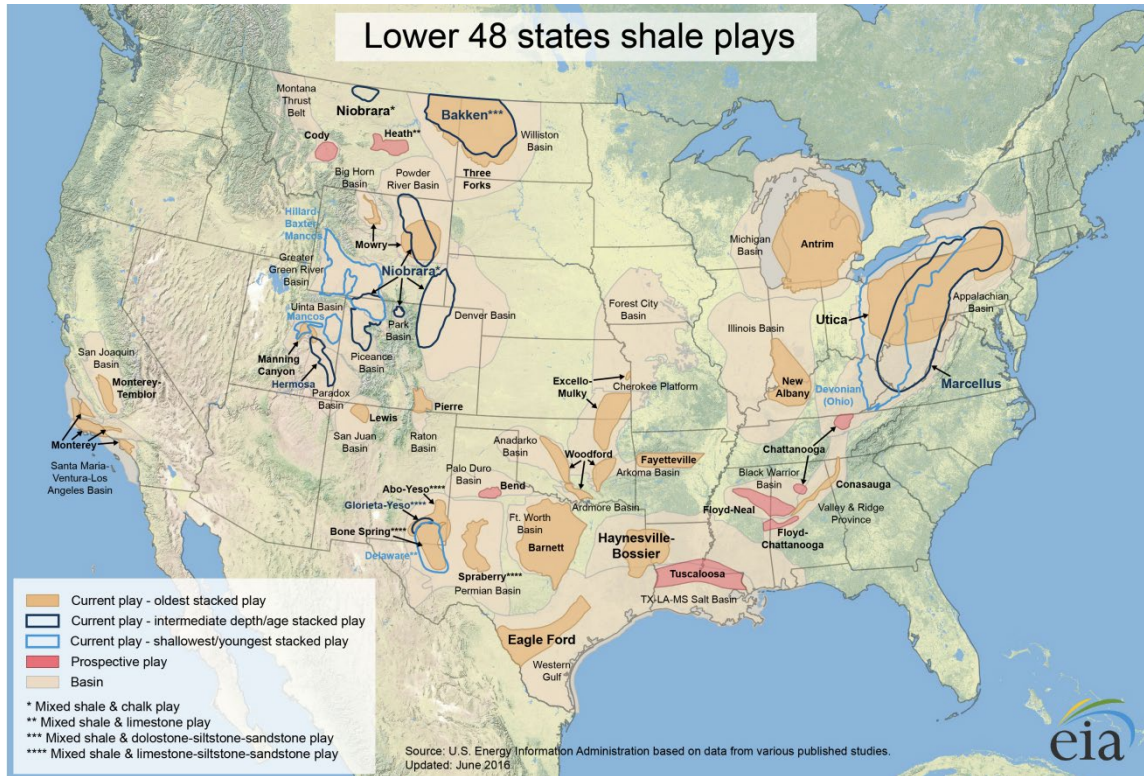 Lower 48 states shale plays
Montana
Thrust
Belt
Niobrara*
Bakken***
Cody
Heath**
Williston
Basin
Big Horn
Basin
Powder
River Basin
Three
Forks
Hillard-
Baxter-
Mancos
Mowry
Greater
Green River
Basin
Niobrara*
Michigan
Basin
Antrim
Uinta Basin
Mancos
Park
Basin
Denver Basin
Forest City
Basin
Illinois Basin
Utica
Appalachian
Basin
San Joaquin
Basin
Manning
Canyon
Piceance
Basin
Hermosa
Monterey-
Temblor
Paradox
Basin
Excello-
Mulky
Cherokee Platform
New
Albany
Devonian
(Ohio)
Marcellus
Lewis
Pierre
Monterey
San Juan
Basin
Raton
Basin
Anadarko
Basin
Woodford
Fayetteville
Arkoma Basin
Chattanooga
Santa Maria-
Ventura-Los
Angeles Basin
Palo Duro
Basin
Bend
Black Warrior
Basin
Conasauga
Abo-Yeso****
Glorieta-Yeso****
Ardmore Basin
Floyd-Neal
Valley & Ridge
Province
Bone Spring****
Ft. Worth
Basin
Barnett
Haynesville-
Bossier
Floyd-
Chattanooga
Delaware**
Spraberry****
Permian Basin
Tuscaloosa
TX-LA-MS Salt Basin
Eagle Ford
Western
Gulf
Current play - oldest stacked play
Current play - intermediate depth/age stacked play
Current play - shallowest/youngest stacked play
Prospective play
Basin
* Mixed shale & chalk play
** Mixed shale & limestone play
*** Mixed shale & dolostone-siltstone-sandstone play
**** Mixed shale & limestone-siltstone-sandstone play
Source: U.S. Energy Information Administration based on data from various published studies.
Updated: June 2016
eia